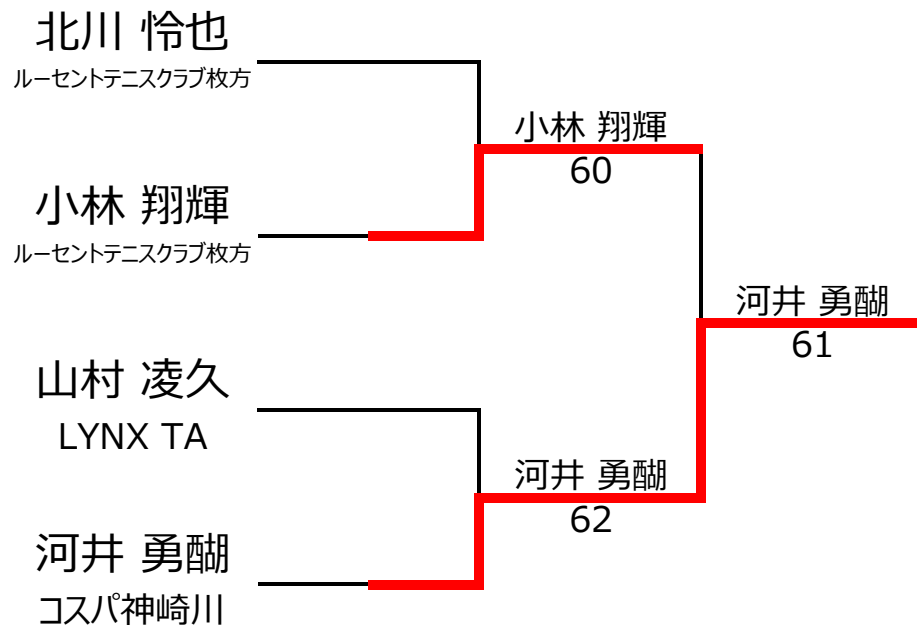 北川 怜也
ルーセントテニスクラブ枚方
小林 翔輝
60
小林 翔輝
ルーセントテニスクラブ枚方
河井 勇醐
61
山村 凌久
LYNX TA
河井 勇醐
62
河井 勇醐
コスパ神崎川